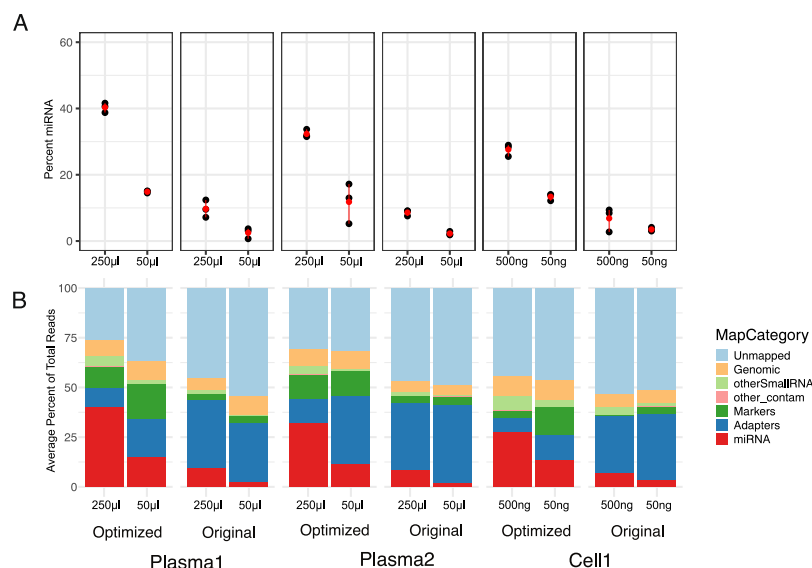 A
Percent miRNA
60
40
20
0
250µl 50µl 250µl 50µl 250µl 50µl 250µl 50µl 500ng 50ng 500ng 50ng
B
Average Percent of Total Reads
100
75
50
25
0
250µl 50µl 250µl 50µl 250µl 50µl 250µl 50µl 500ng 50ng 500ng 50ng
Optimized Original Optimized Original Optimized Original
Plasma1 Plasma2 Cell1
MapCategory
Unmapped
Genomic
otherSmallRNA
other_contam
Markers
Adapters
miRNA